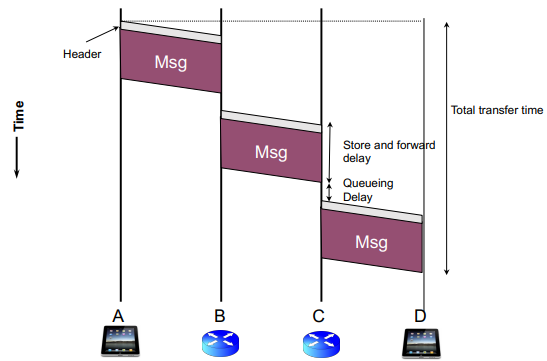 Header
Msg
Time
Msg
Store and forward
delay
Queueing
Delay
Total transfer time
Msg
A
B
C
D